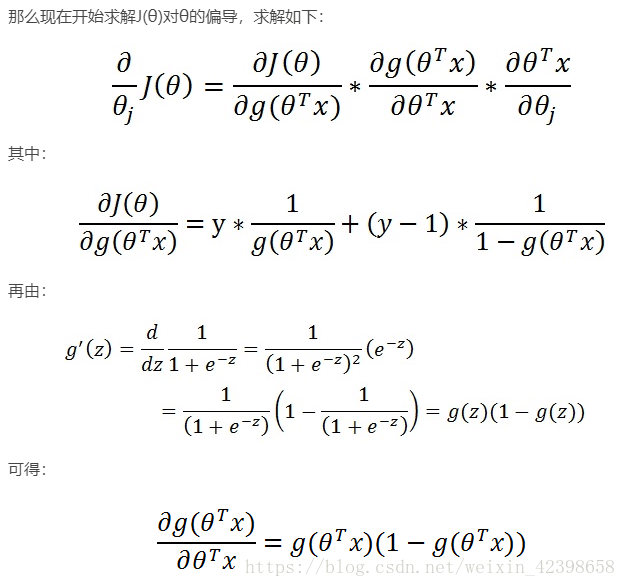 那么现在开始求解J(θ)对θ的偏导，求解如下：
∂/θ_j J(θ) = ∂J(θ)/∂g(θ^T x) * ∂g(θ^T x)/∂θ^T x * ∂θ^T x/∂θ_j
其中：
∂J(θ)/∂g(θ^T x) = y * 1/g(θ^T x) + (y − 1) * 1/(1 − g(θ^T x))
再由：
g′(z) = d/dz 1/(1 + e^{−z}) = 1/(1 + e^{−z})^2 (e^{−z})
= 1/(1 + e^{−z}) (1 − 1/(1 + e^{−z})) = g(z)(1 − g(z))
可得：
∂g(θ^T x)/∂θ^T x = g(θ^T x)(1 − g(θ^T x))
https://blog.csdn.net/weixin_42398658